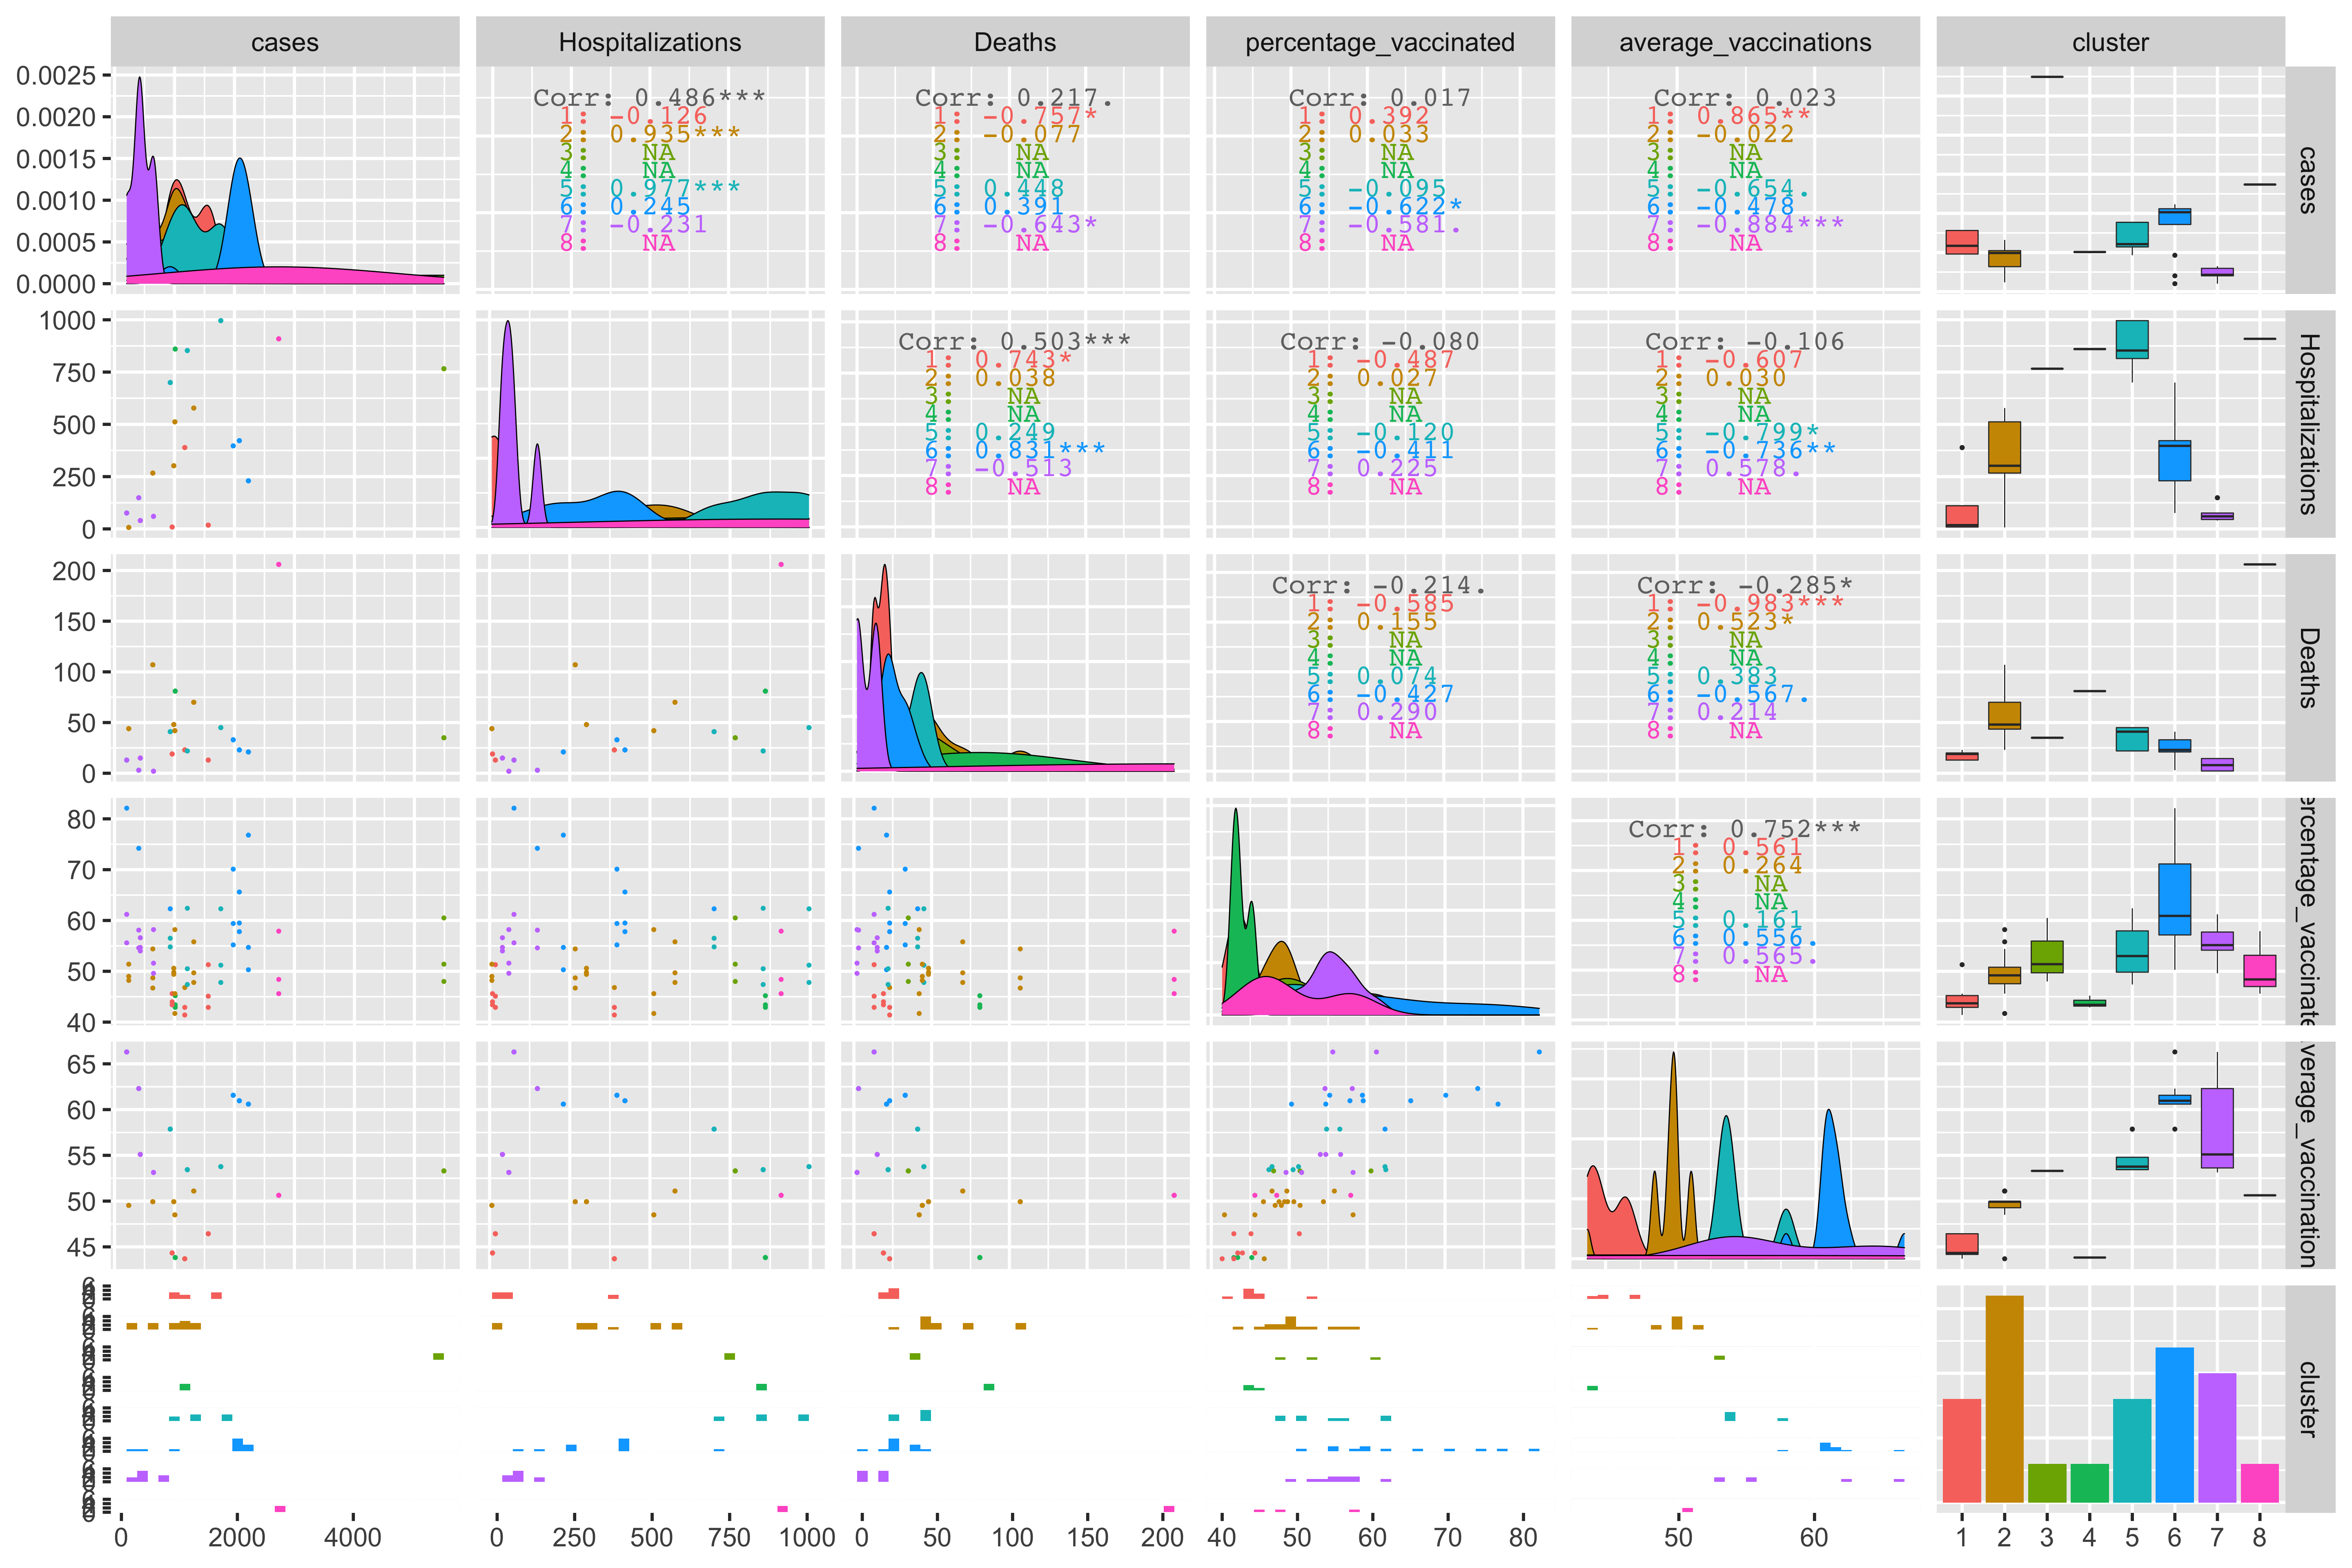 cases
Hospitalizations
Deaths
percentage_vaccinated
average_vaccinations
cluster
0.0025
0.0020
0.0015
0.0010
0.0005
0.0000
Corr: 0.486***
1: -0.126
2: 0.935***
3: NA
4: NA
5: 0.977***
6: 0.245
7: -0.231
8: NA
Corr: 0.217.
1: -0.757*
2: -0.077
3: NA
4: NA
5: 0.448
6: 0.391
7: -0.643*
8: NA
Corr: 0.017
1: 0.392
2: 0.033
3: NA
4: NA
5: -0.095
6: -0.622*
7: -0.581.
8: NA
Corr: 0.023
1: 0.865**
2: -0.022
3: NA
4: NA
5: -0.654.
6: -0.478
7: -0.884***
8: NA
cases
1000
750
500
250
0
Corr: 0.503***
1: 0.743*
2: 0.038
3: NA
4: NA
5: 0.249
6: 0.831***
7: -0.513
8: NA
Corr: -0.080
1: -0.487
2: 0.027
3: NA
4: NA
5: -0.120
6: -0.411
7: 0.225
8: NA
Corr: -0.106
1: -0.607
2: 0.030
3: NA
4: NA
5: -0.799*
6: -0.736**
7: 0.578.
8: NA
Hospitalizations
200
150
100
50
0
Corr: -0.214.
1: -0.585
2: 0.155
3: NA
4: NA
5: 0.074
6: -0.427
7: 0.290
8: NA
Corr: -0.285*
1: -0.983***
2: 0.523*
3: NA
4: NA
5: 0.383
6: -0.567.
7: 0.214
8: NA
Deaths
80
70
60
50
40
Corr: 0.752***
1: 0.561
2: 0.264
3: NA
4: NA
5: 0.161
6: 0.556.
7: 0.565.
8: NA
ercentage_vaccinate
65
60
55
50
45
verage_vaccination
cluster
0 2000 4000
0 250 500 750 1000
0 50 100 150 200
40 50 60 70 80
50 60
1 2 3 4 5 6 7 8